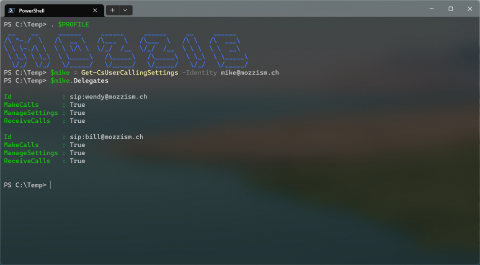 PowerShell
PS C:\Temp> . $PROFILE
PS C:\Temp> $mike = Get-CsUserCallingSettings -Identity mike@mozzism.ch
PS C:\Temp> $mike.Delegates
Id : sip:wendy@mozzism.ch
MakeCalls : True
ManageSettings : True
ReceiveCalls : True
Id : sip:bill@mozzism.ch
MakeCalls : True
ManageSettings : True
ReceiveCalls : True
PS C:\Temp>